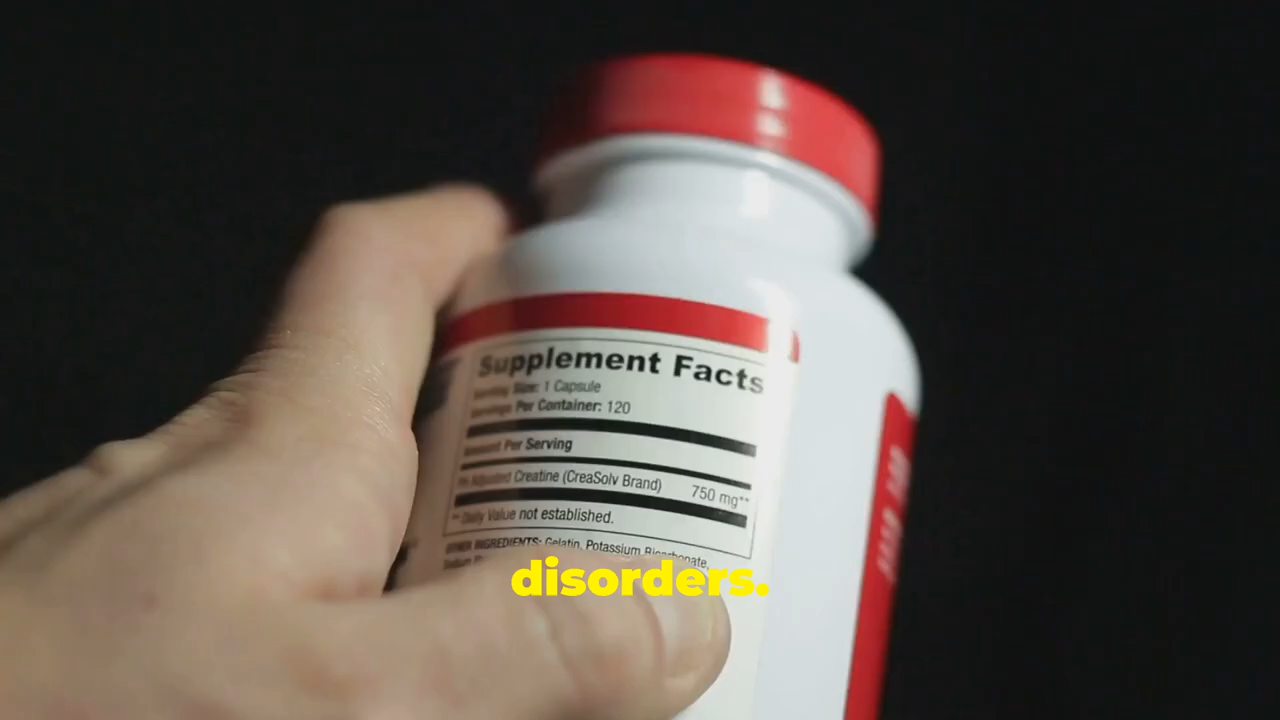 Supplement Facts
Serving Size: 1 Capsule
Servings Per Container: 120
Amount Per Serving
pH Adjusted Creatine (CreaSolv Brand) 750 mg**
** Daily Value not established.
OTHER INGREDIENTS: Gelatin, Potassium Bicarbonate,
disorders.